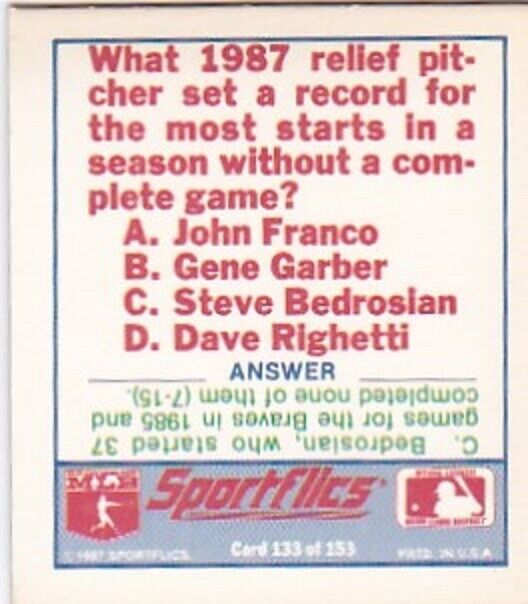 What 1987 relief pit-
cher set a record for
the most starts in a
season without a com-
plete game?
A. John Franco
B. Gene Garber
C. Steve Bedrosian
D. Dave Righetti
ANSWER
C. Bedrosian, who started 37
games for the Braves in 1985 and
completed none of them (7-15).
Sportflics
© 1987 SPORTFLICS.
Card 133 of 153
PRTD. IN U.S.A